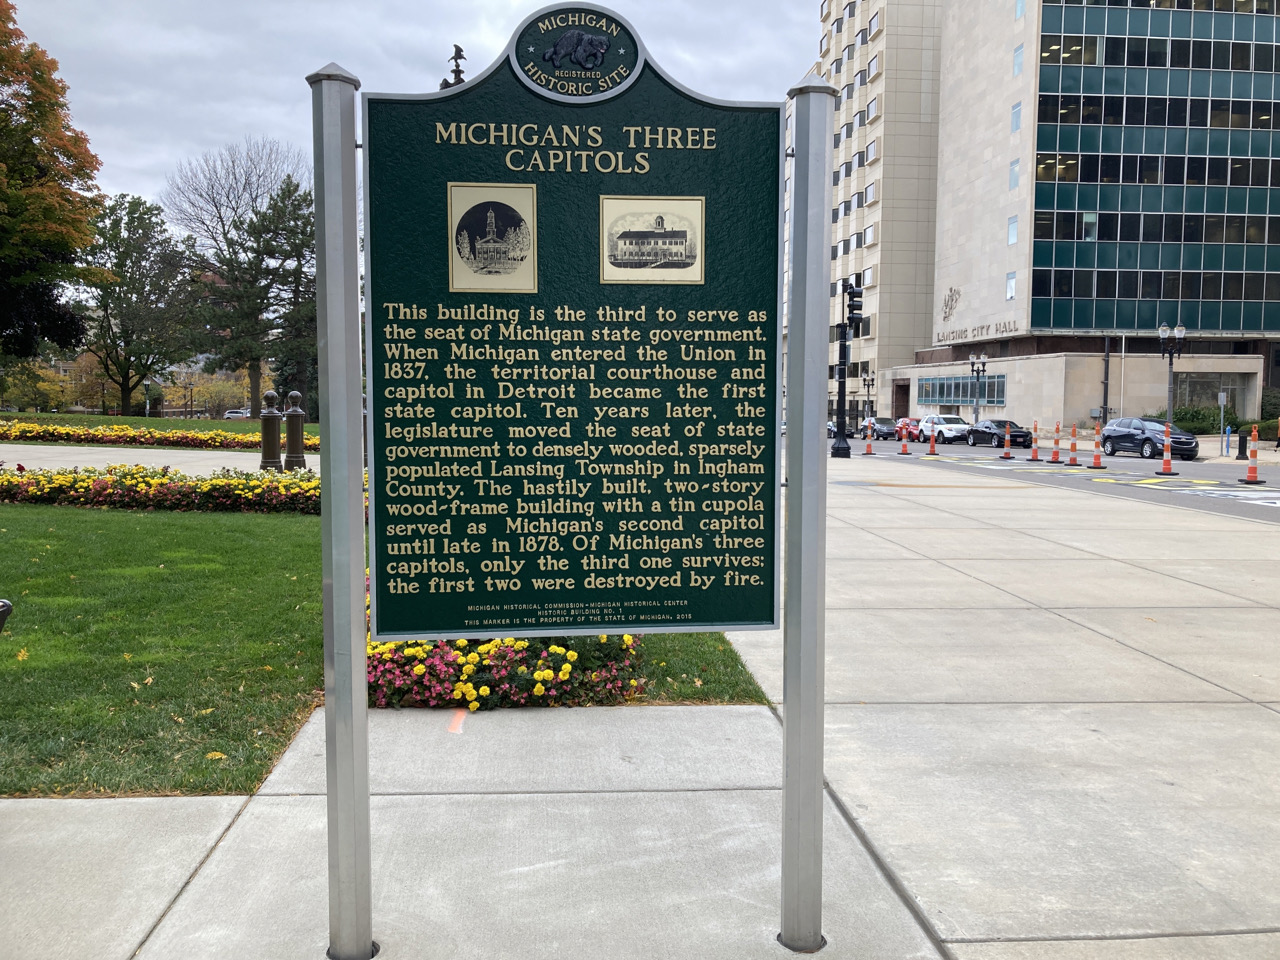 MICHIGAN
REGISTERED
HISTORIC SITE
MICHIGAN'S THREE
CAPITOLS
This building is the third to serve as
the seat of Michigan state government.
When Michigan entered the Union in
1837, the territorial courthouse and
capitol in Detroit became the first
state capitol. Ten years later, the
legislature moved the seat of state
government to densely wooded, sparsely
populated Lansing Township in Ingham
County. The hastily built, two-story
wood-frame building with a tin cupola
served as Michigan's second capitol
until late in 1878. Of Michigan's three
capitols, only the third one survives;
the first two were destroyed by fire.
MICHIGAN HISTORICAL COMMISSION-MICHIGAN HISTORICAL CENTER
HISTORIC BUILDING NO. 1
THIS MARKER IS THE PROPERTY OF THE STATE OF MICHIGAN, 2015
LANSING CITY HALL